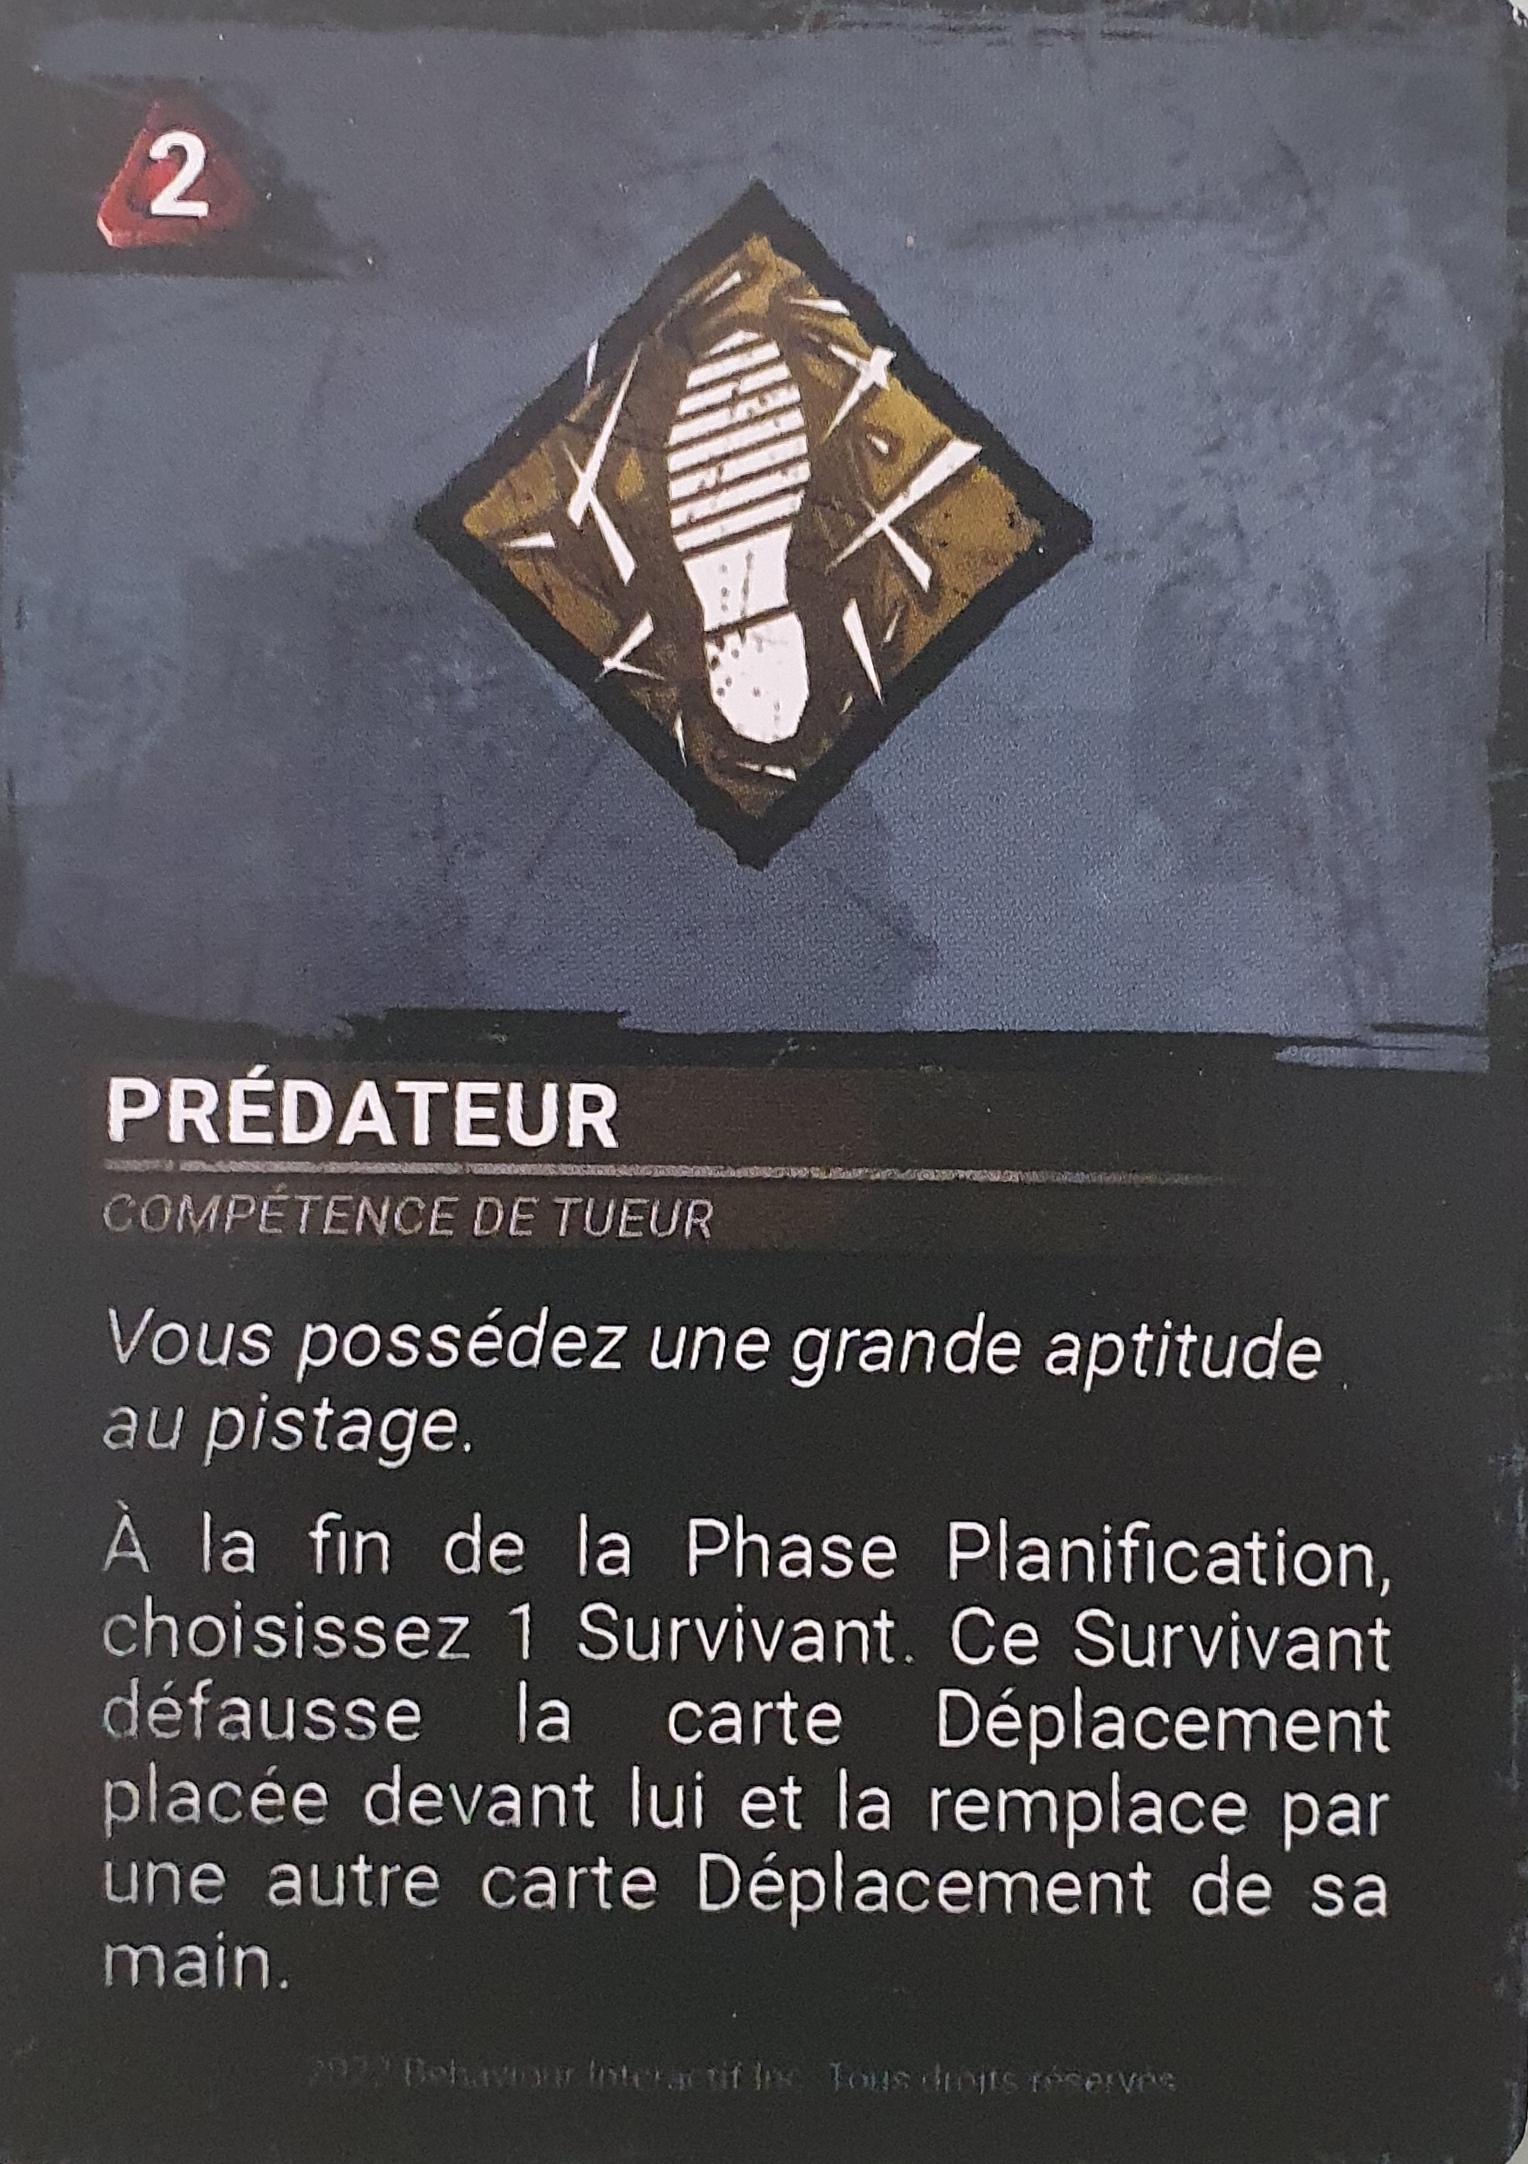 2
PRÉDATEUR
COMPÉTENCE DE TUEUR
Vous possédez une grande aptitude
au pistage.
À la fin de la Phase Planification,
choisissez 1 Survivant. Ce Survivant
défausse la carte Déplacement
placée devant lui et la remplace par
une autre carte Déplacement de sa
main.
Behaviour Interactif Inc. Tous droits réservés